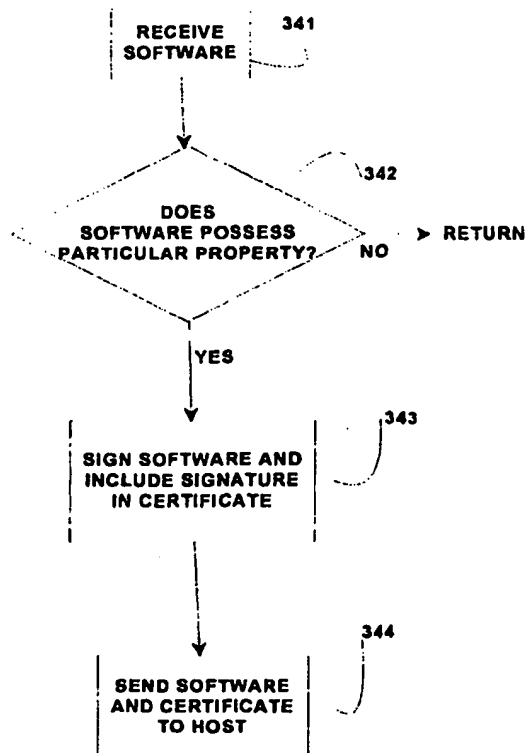 RECEIVE
SOFTWARE
341
342
DOES
SOFTWARE POSSESS
PARTICULAR PROPERTY?
NO
RETURN
YES
343
SIGN SOFTWARE AND
INCLUDE SIGNATURE
IN CERTIFICATE
344
SEND SOFTWARE
AND CERTIFICATE
TO HOST